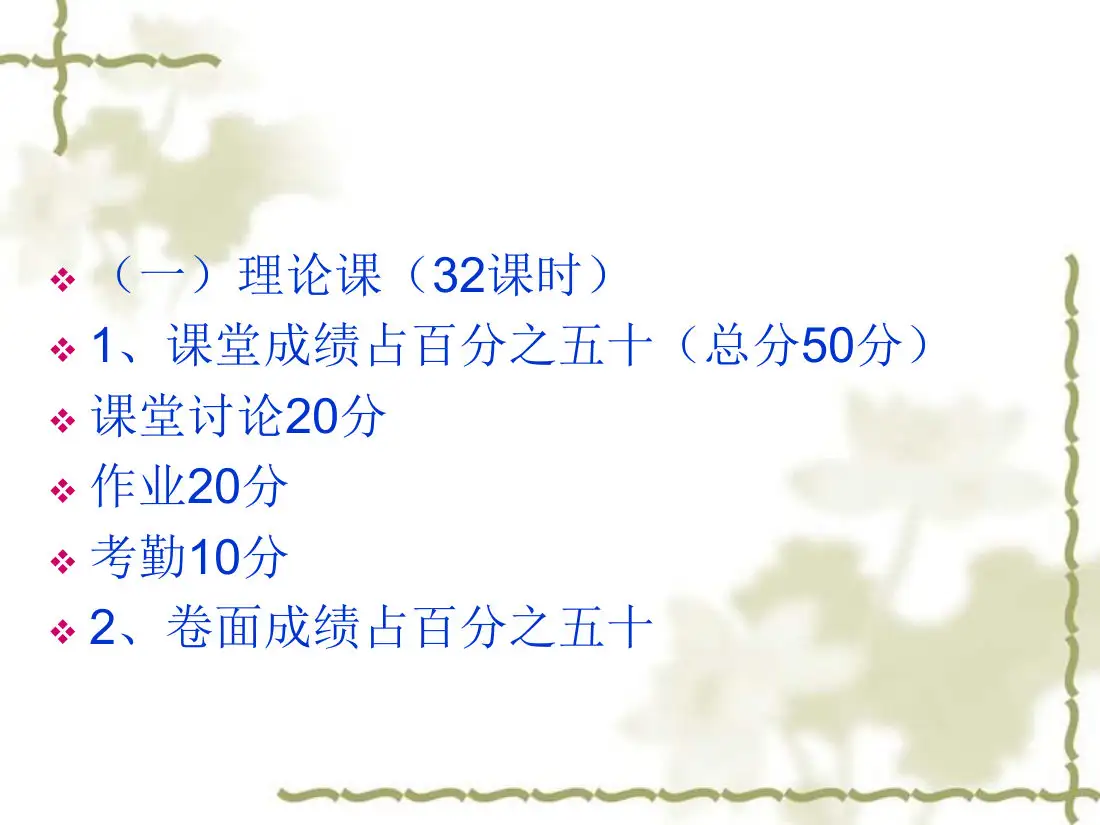 （一）理论课（32课时）
1、课堂成绩占百分之五十（总分50分）
课堂讨论20分
作业20分
考勤10分
2、卷面成绩占百分之五十